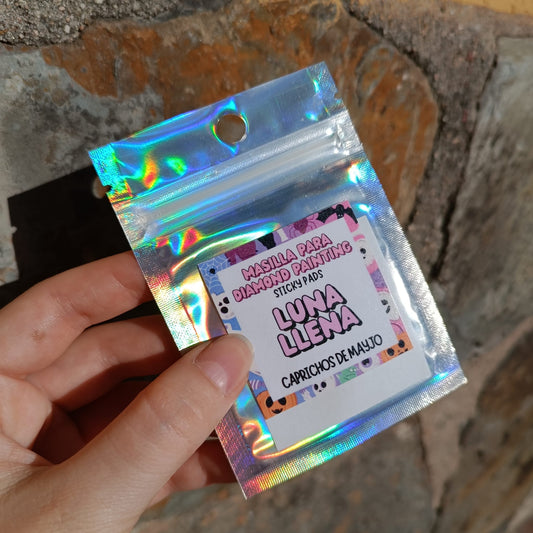 MASILLA PARA
DIAMOND PAINTING
STICKY PADS
LUNA
LLENA
CAPRICHOS DE MAYJO